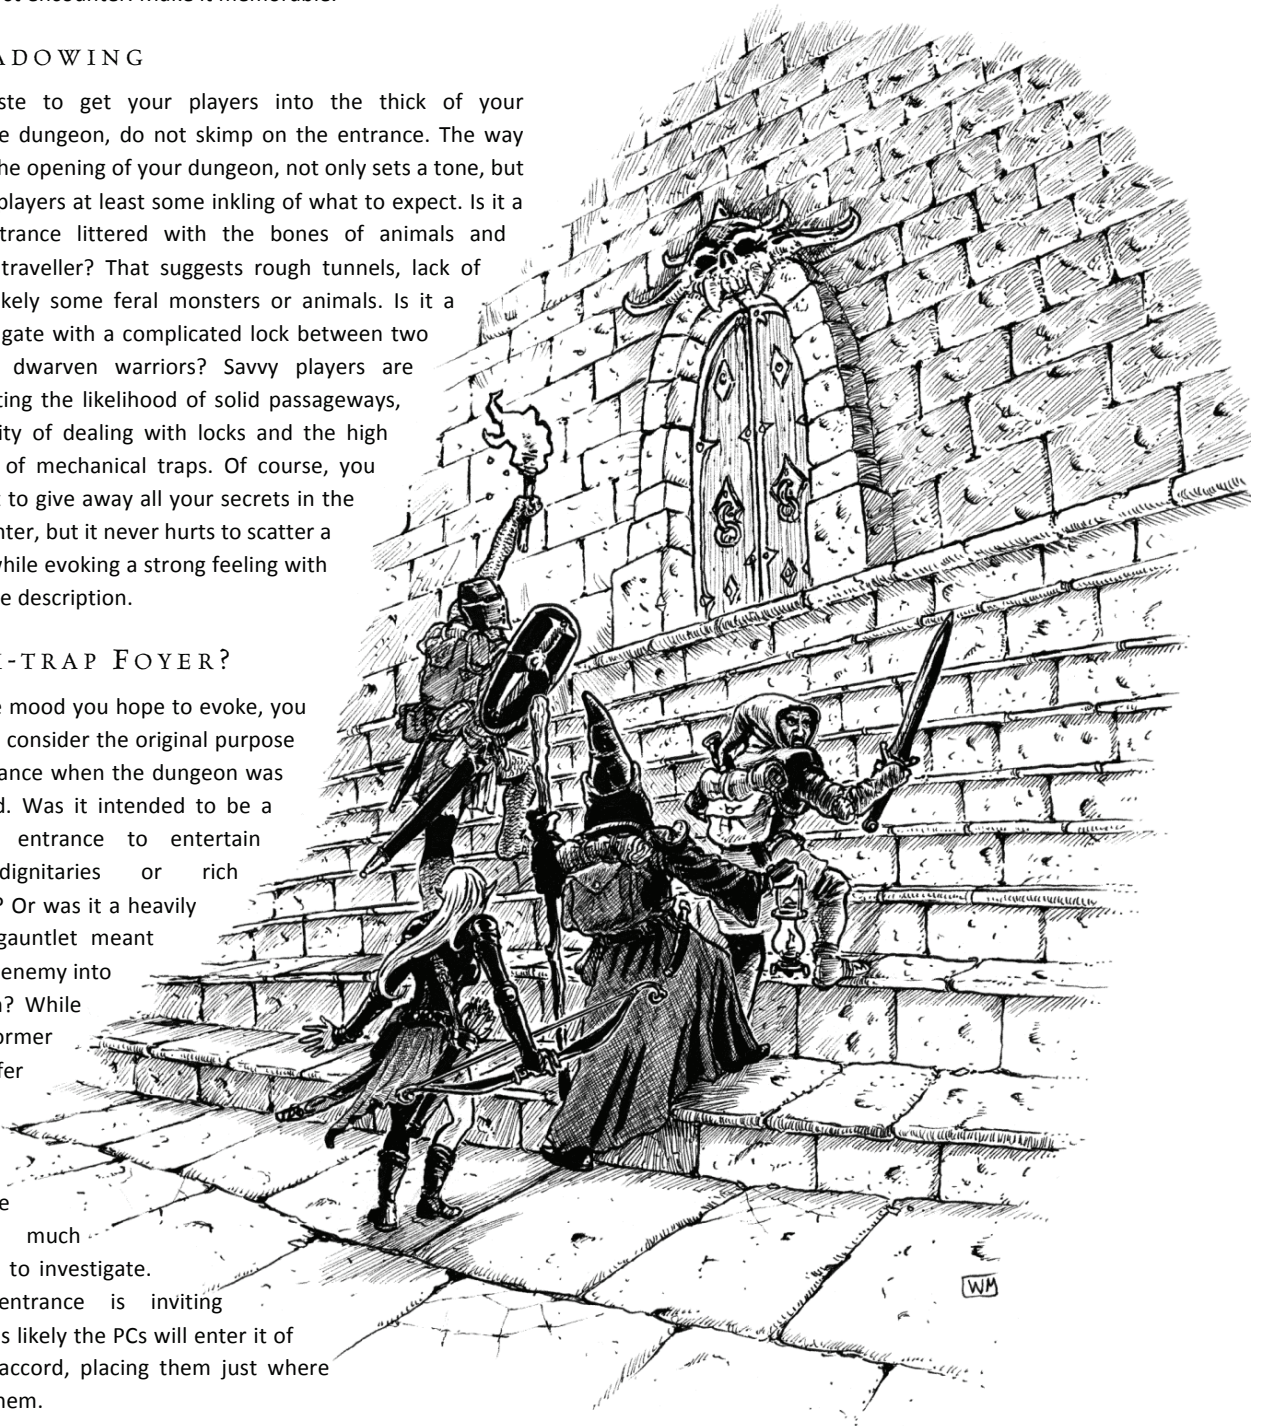 st encounter. Make it memorable.
ADOWING
ste to get your players into the thick of your
e dungeon, do not skimp on the entrance. The way
he opening of your dungeon, not only sets a tone, but
players at least some inkling of what to expect. Is it a
trance littered with the bones of animals and
traveller? That suggests rough tunnels, lack of
kely some feral monsters or animals. Is it a
gate with a complicated lock between two
dwarven warriors? Savvy players are
ting the likelihood of solid passageways,
ity of dealing with locks and the high
of mechanical traps. Of course, you
t to give away all your secrets in the
nter, but it never hurts to scatter a
while evoking a strong feeling with
e description.
-TRAP FOYER?
e mood you hope to evoke, you
consider the original purpose
ance when the dungeon was
d. Was it intended to be a
entrance to entertain
dignitaries or rich
? Or was it a heavily
gauntlet meant
enemy into
? While
ormer
fer
e
much
to investigate.
entrance is inviting
s likely the PCs will enter it of
accord, placing them just where
hem.
WM